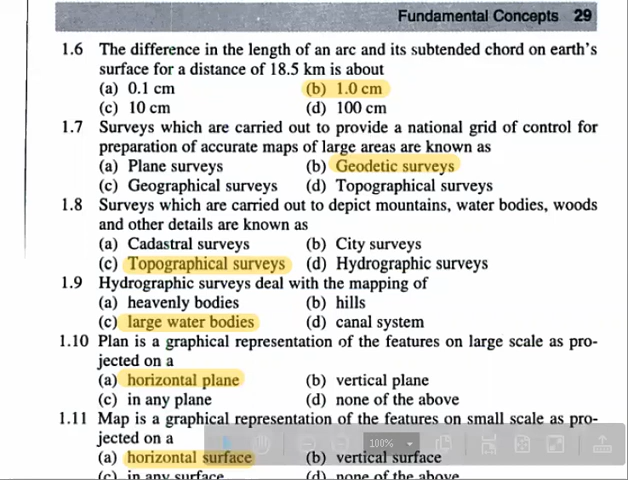 Fundamental Concepts 29
1.6 The difference in the length of an arc and its subtended chord on earth's
surface for a distance of 18.5 km is about
(a) 0.1 cm (b) 1.0 cm
(c) 10 cm (d) 100 cm
1.7 Surveys which are carried out to provide a national grid of control for
preparation of accurate maps of large areas are known as
(a) Plane surveys (b) Geodetic surveys
(c) Geographical surveys (d) Topographical surveys
1.8 Surveys which are carried out to depict mountains, water bodies, woods
and other details are known as
(a) Cadastral surveys (b) City surveys
(c) Topographical surveys (d) Hydrographic surveys
1.9 Hydrographic surveys deal with the mapping of
(a) heavenly bodies (b) hills
(c) large water bodies (d) canal system
1.10 Plan is a graphical representation of the features on large scale as pro-
jected on a
(a) horizontal plane (b) vertical plane
(c) in any plane (d) none of the above
1.11 Map is a graphical representation of the features on small scale as pro-
jected on a
100%
(a) horizontal surface (b) vertical surface
(c) in any surface (d) none of the above